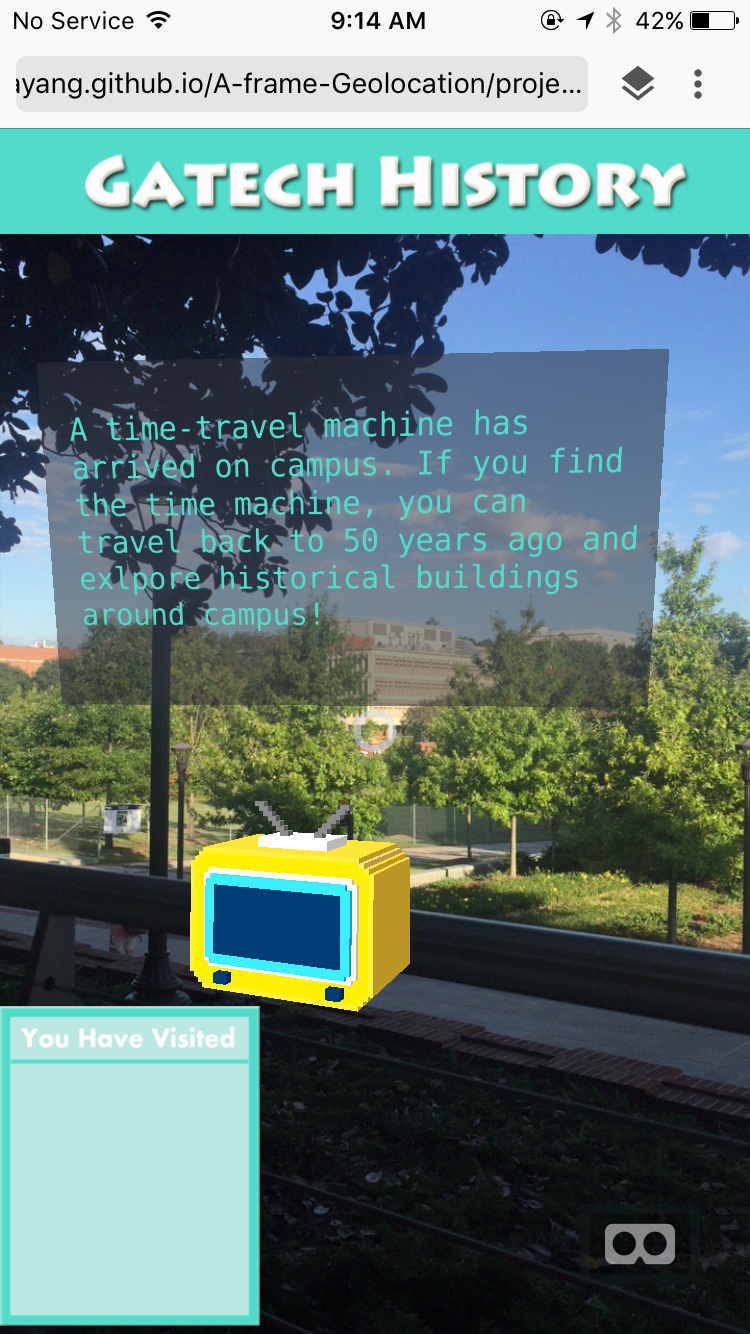 No Service 9:14 AM 42%
ayang.github.io/A-frame-Geolocation/proje...
GATECH HISTORY
A time-travel machine has
arrived on campus. If you find
the time machine, you can
travel back to 50 years ago and
exlpore historical buildings
around campus!
You Have Visited